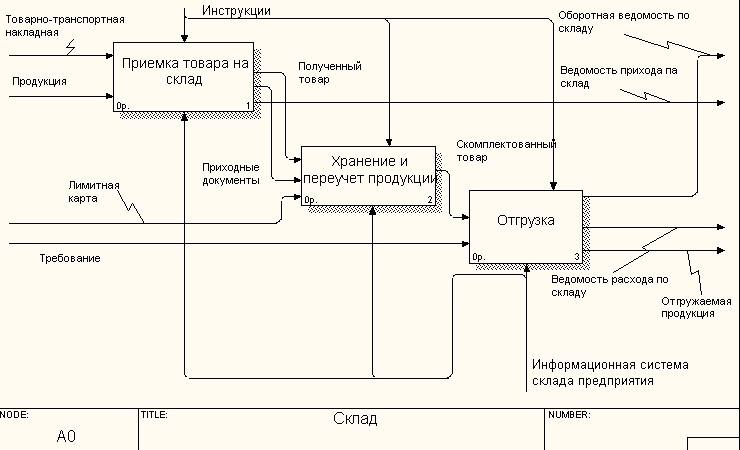 Инструкции
Товарно-транспортная
накладная
Оборотная ведомость по
складу
Приемка товара на
склад
0р.
1
Полученный
товар
Ведомость прихода па
склад
Продукция
Приходные
документы
Хранение и
переучет продукции
0р.
2
Скомплектованный
товар
Лимитная
карта
Отгрузка
0р.
3
Требование
Ведомость расхода по
складу
Отгружаемая
продукция
Информационная система
склада предприятия
NODE:
A0
TITLE:
Склад
NUMBER: